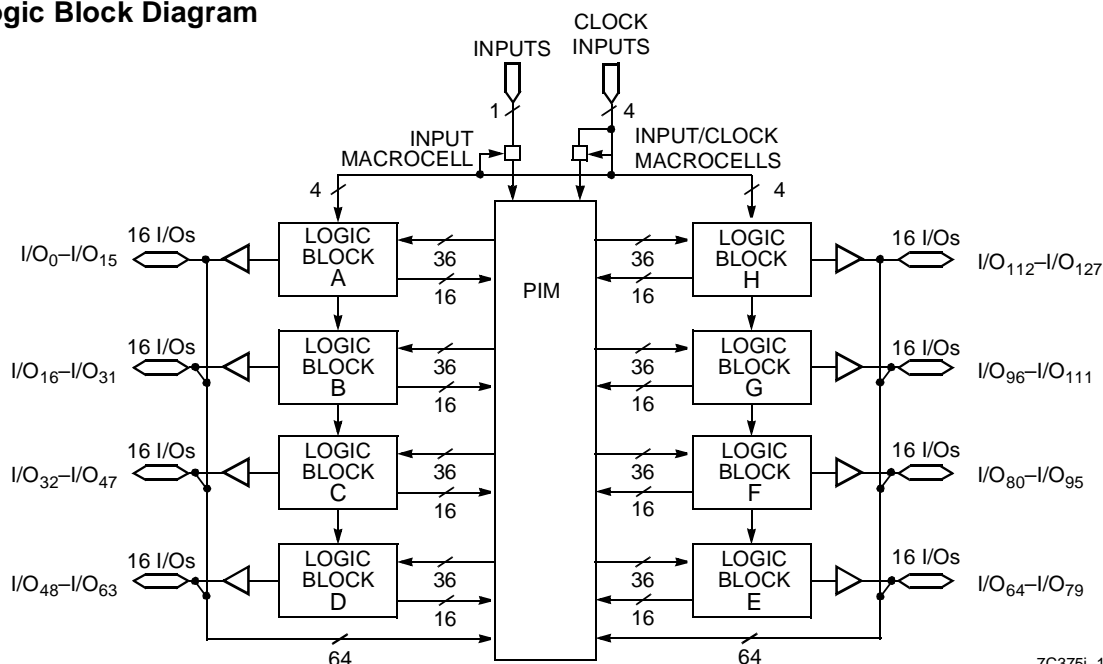 ogic Block Diagram
CLOCK
INPUTS
INPUTS
1
4
INPUT
MACROCELL
INPUT/CLOCK
MACROCELLS
4
4
I/O0–I/O15
16 I/Os
LOGIC
BLOCK
A
36
16
PIM
36
16
LOGIC
BLOCK
H
16 I/Os
I/O112–I/O127
I/O16–I/O31
16 I/Os
LOGIC
BLOCK
B
36
16
36
16
LOGIC
BLOCK
G
16 I/Os
I/O96–I/O111
I/O32–I/O47
16 I/Os
LOGIC
BLOCK
C
36
16
36
16
LOGIC
BLOCK
F
16 I/Os
I/O80–I/O95
I/O48–I/O63
16 I/Os
LOGIC
BLOCK
D
36
16
36
16
LOGIC
BLOCK
E
16 I/Os
I/O64–I/O79
64
64